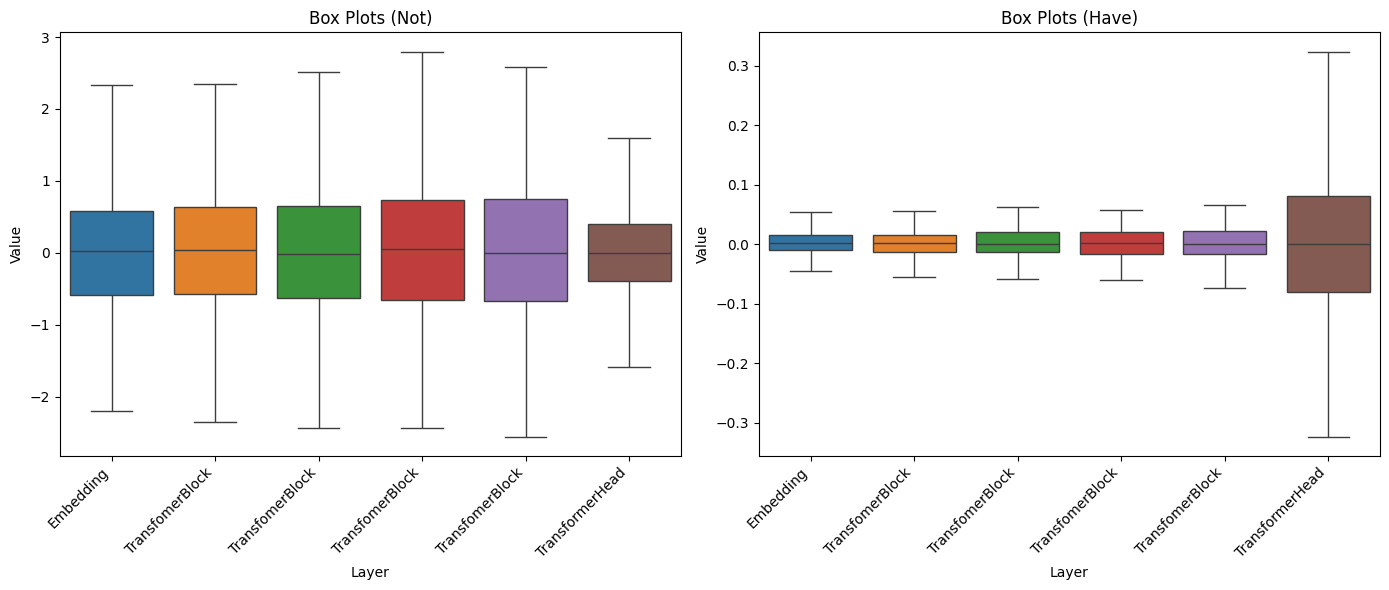 Box Plots (Not)
3
2
1
0
−1
−2
Value
Embedding
TransfomerBlock
TransfomerBlock
TransfomerBlock
TransfomerBlock
TransformerHead
Layer
Box Plots (Have)
0.3
0.2
0.1
0.0
−0.1
−0.2
−0.3
Value
Embedding
TransfomerBlock
TransfomerBlock
TransfomerBlock
TransfomerBlock
TransformerHead
Layer